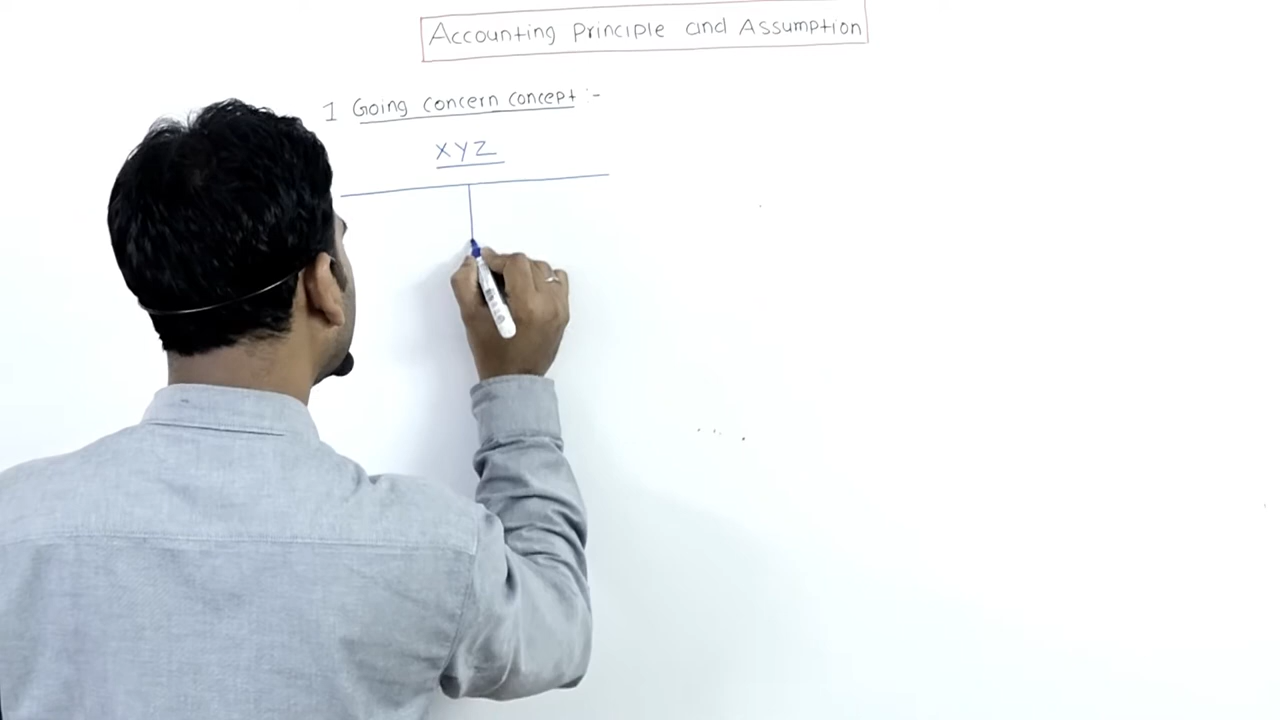 Accounting Principle and Assumption
1 Going concern concept :-
XYZ